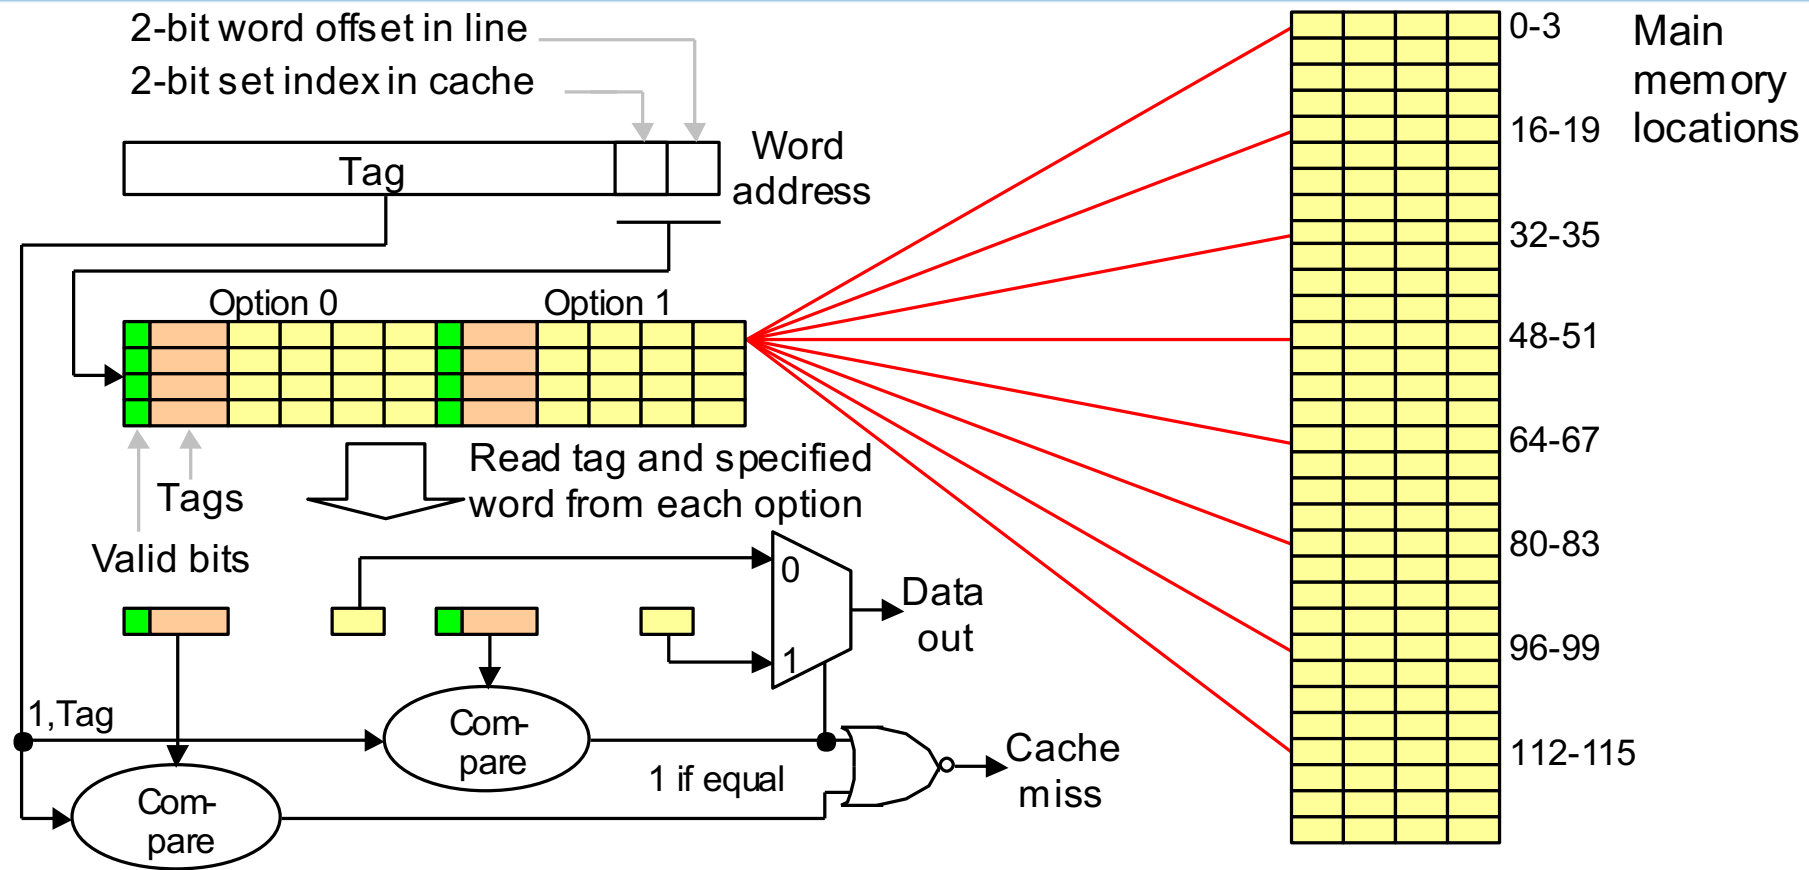 2-bit word offset in line
2-bit set index in cache
Tag
Word
address
Option 0
Option 1
Tags
Valid bits
Read tag and specified
word from each option
0
1
Data
out
1,Tag
Com-
pare
Com-
pare
1 if equal
Cache
miss
0-3
16-19
32-35
48-51
64-67
80-83
96-99
112-115
Main
memory
locations